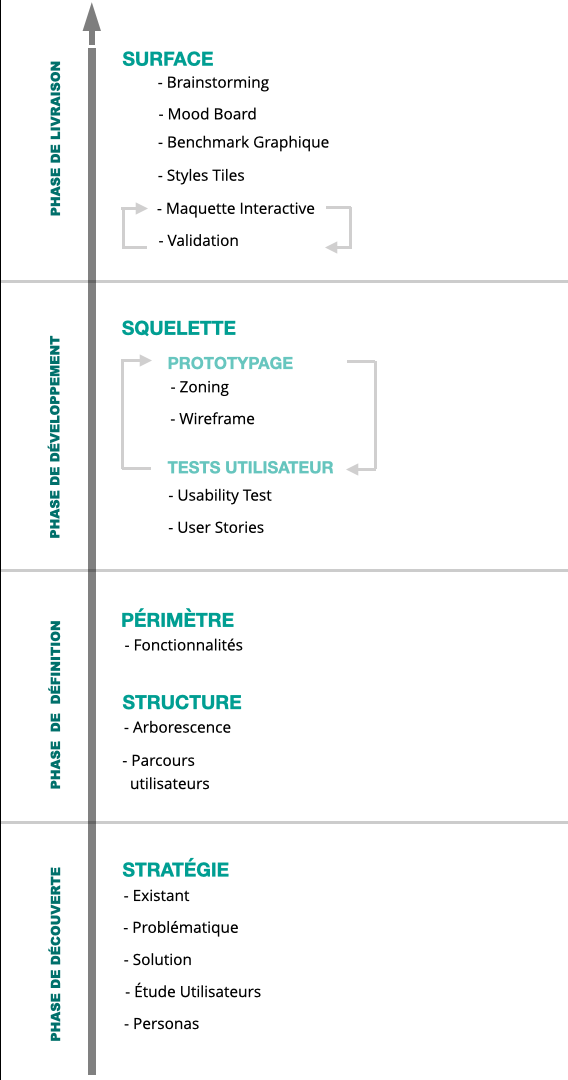 PHASE DE LIVRAISON
SURFACE
- Brainstorming
- Mood Board
- Benchmark Graphique
- Styles Tiles
- Maquette Interactive
- Validation
PHASE DE DÉVELOPPEMENT
SQUELETTE
PROTOTYPAGE
- Zoning
- Wireframe
TESTS UTILISATEUR
- Usability Test
- User Stories
PHASE DE DÉFINITION
PÉRIMÈTRE
- Fonctionnalités
STRUCTURE
- Arborescence
- Parcours
utilisateurs
PHASE DE DÉCOUVERTE
STRATÉGIE
- Existant
- Problématique
- Solution
- Étude Utilisateurs
- Personas